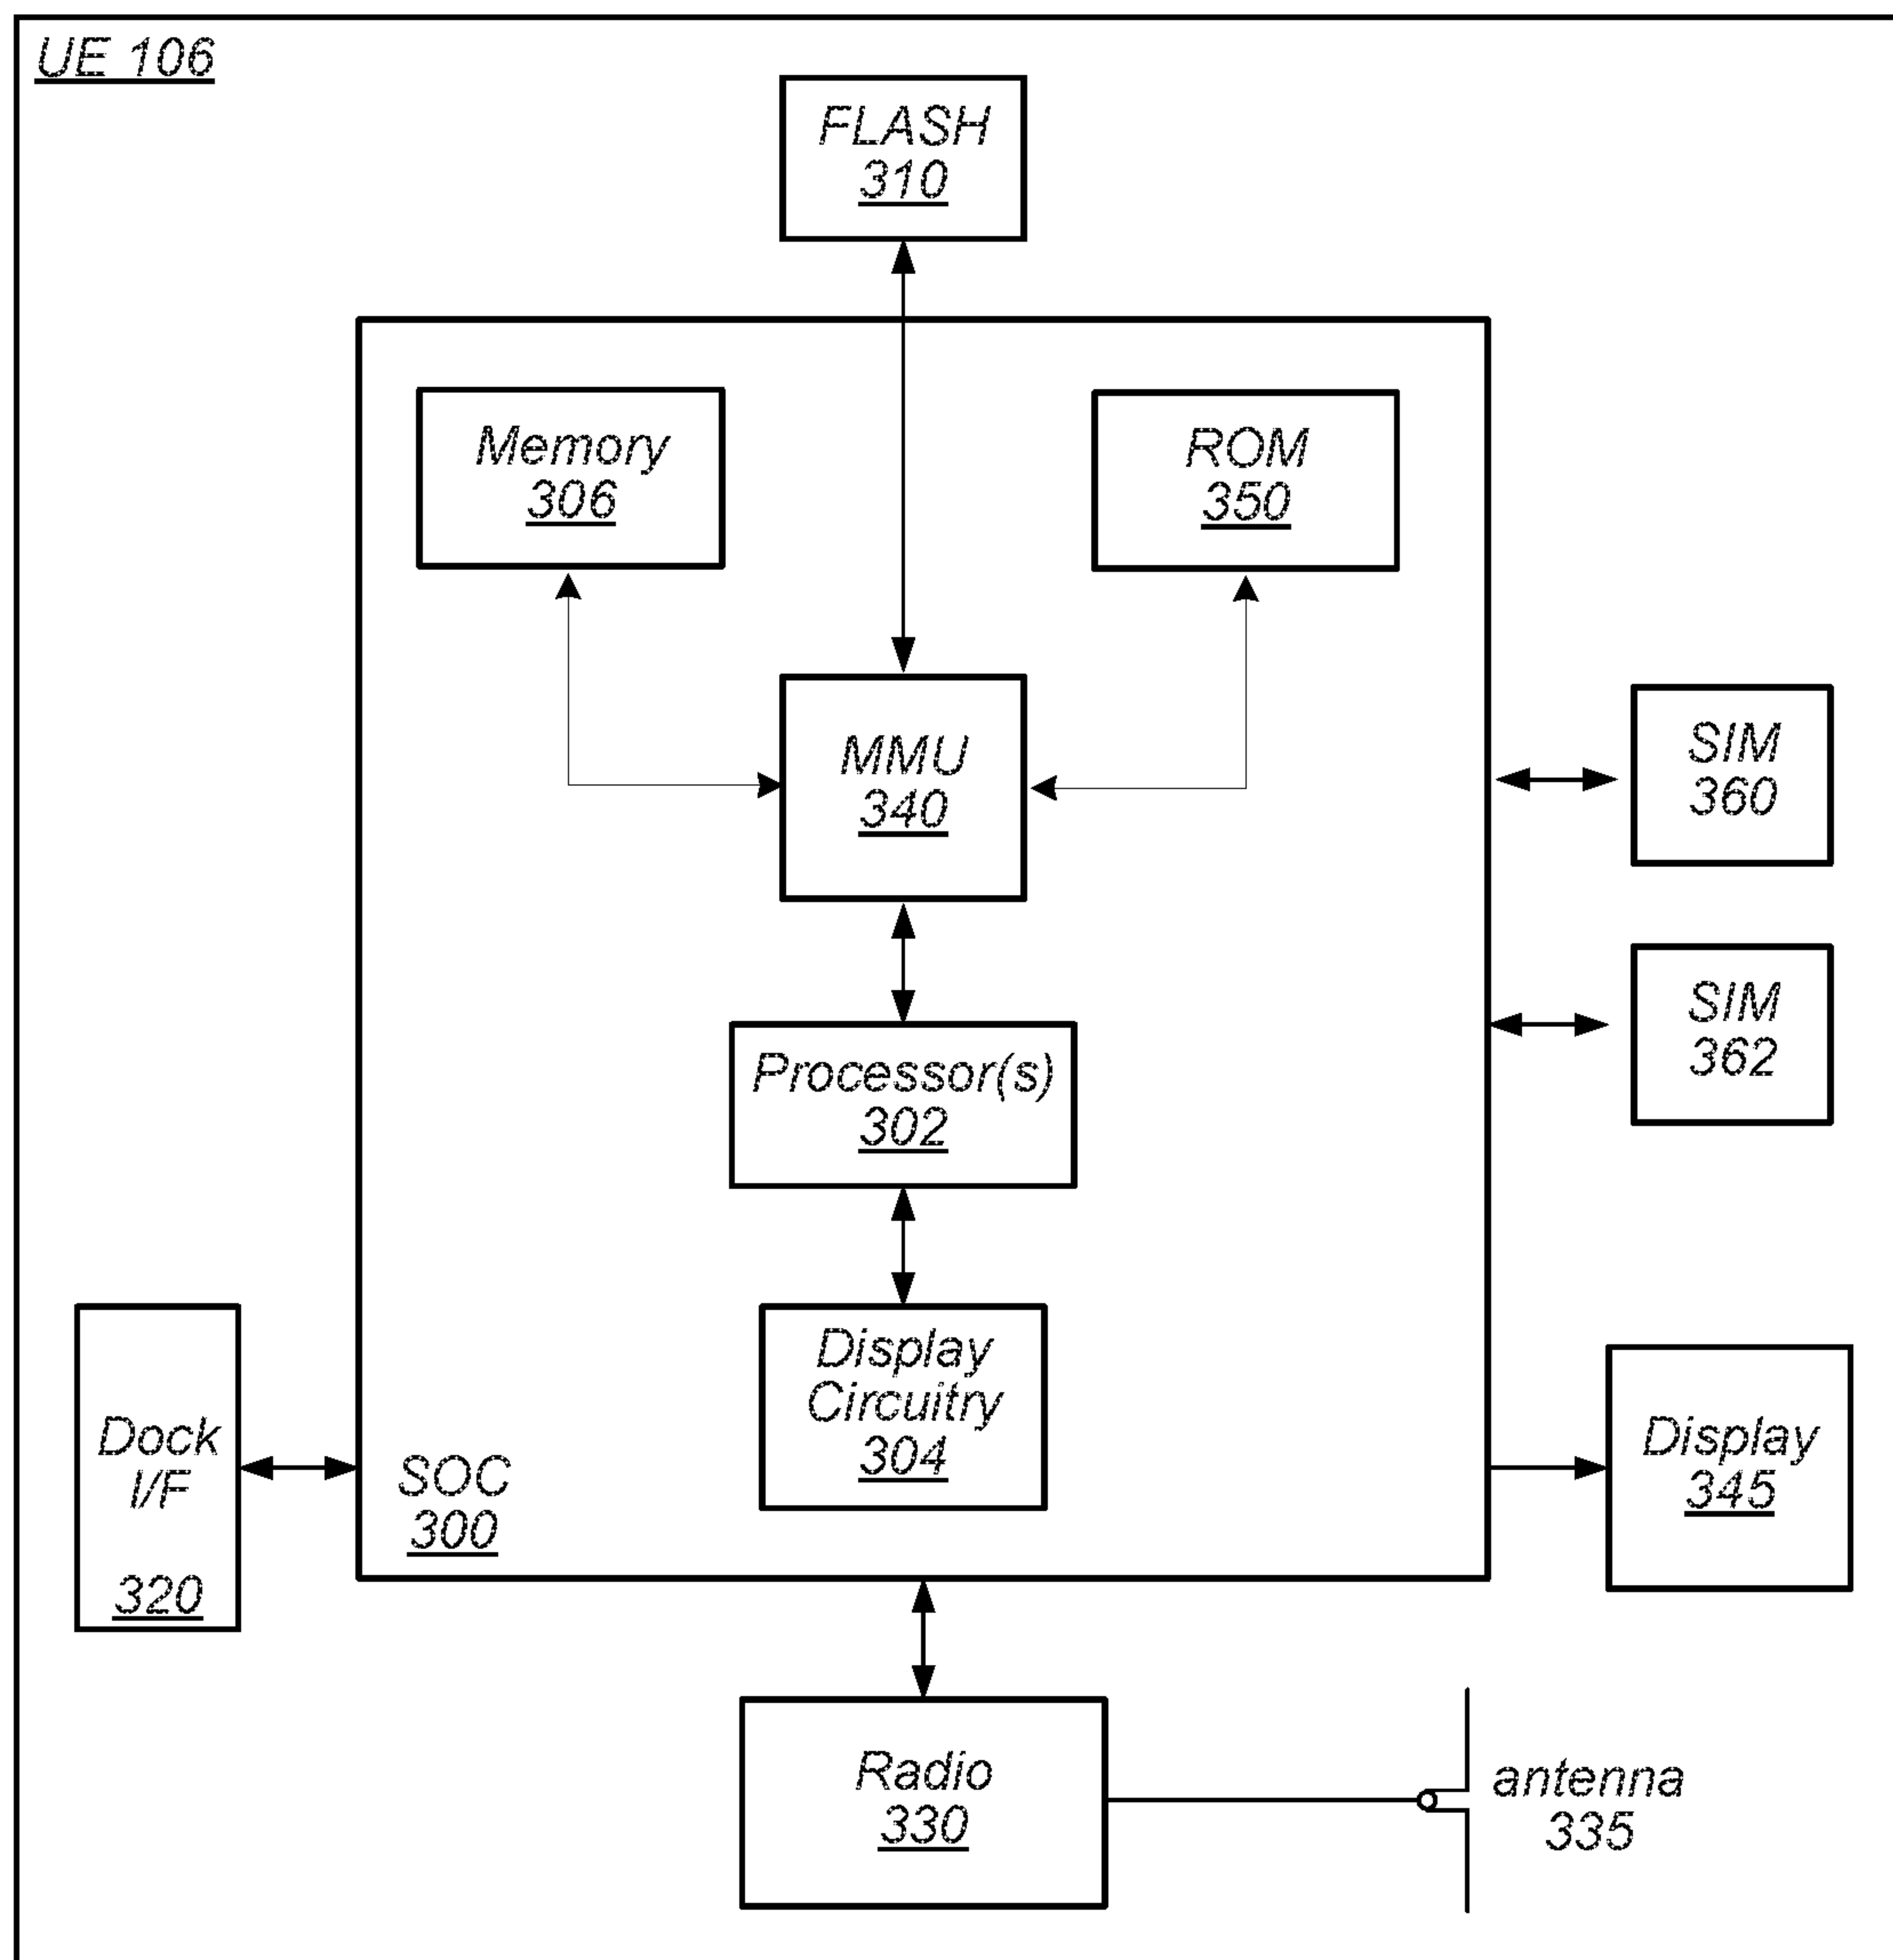 UE 106
FLASH
310
Memory
306
ROM
350
MMU
340
SIM
360
SIM
362
Processor(s)
302
Display
Circuitry
304
Dock
I/F
320
SOC
300
Display
345
Radio
330
antenna
335